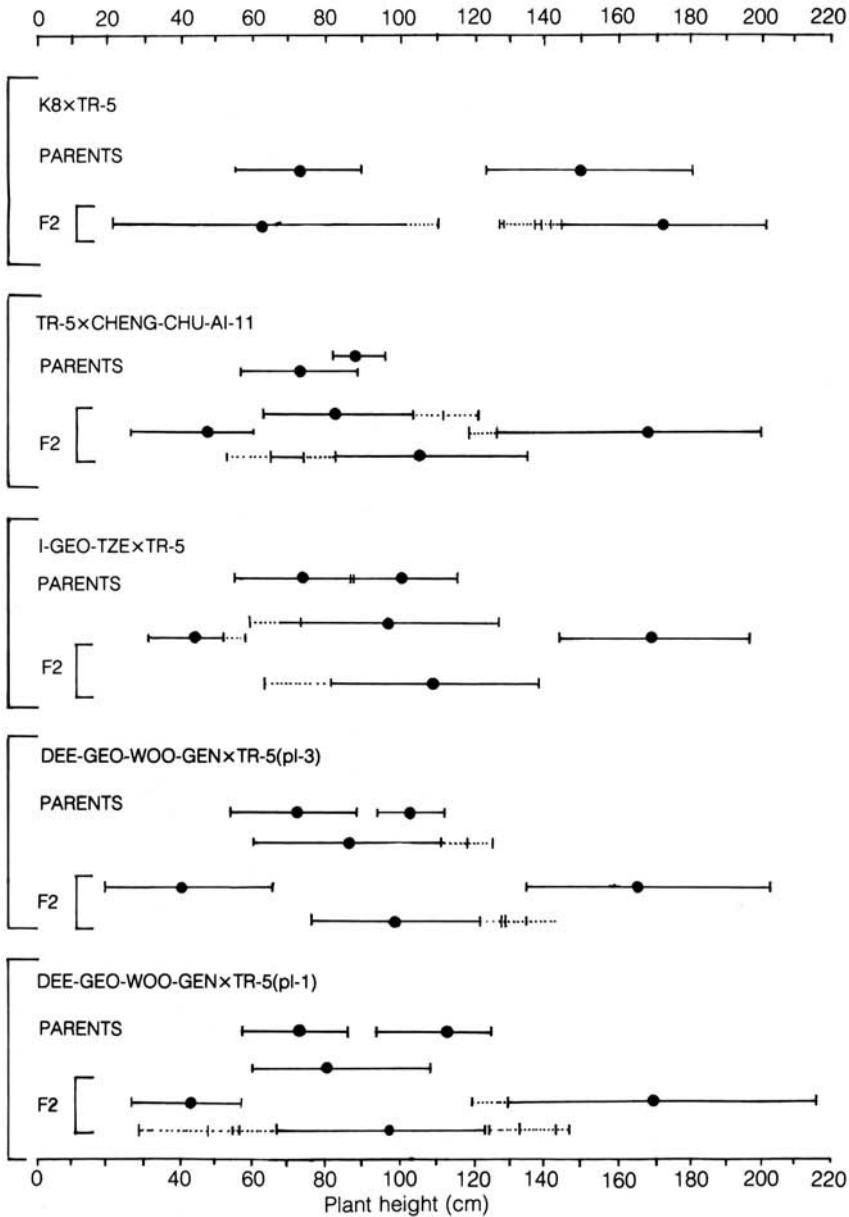 0 20 40 60 80 100 120 140 160 180 200 220
K8×TR-5
PARENTS
F2
TR-5×CHENG-CHU-AI-11
PARENTS
F2
I-GEO-TZE×TR-5
PARENTS
F2
DEE-GEO-WOO-GEN×TR-5(pl-3)
PARENTS
F2
DEE-GEO-WOO-GEN×TR-5(pl-1)
PARENTS
F2
0 20 40 60 80 100 120 140 160 180 200 220
Plant height (cm)